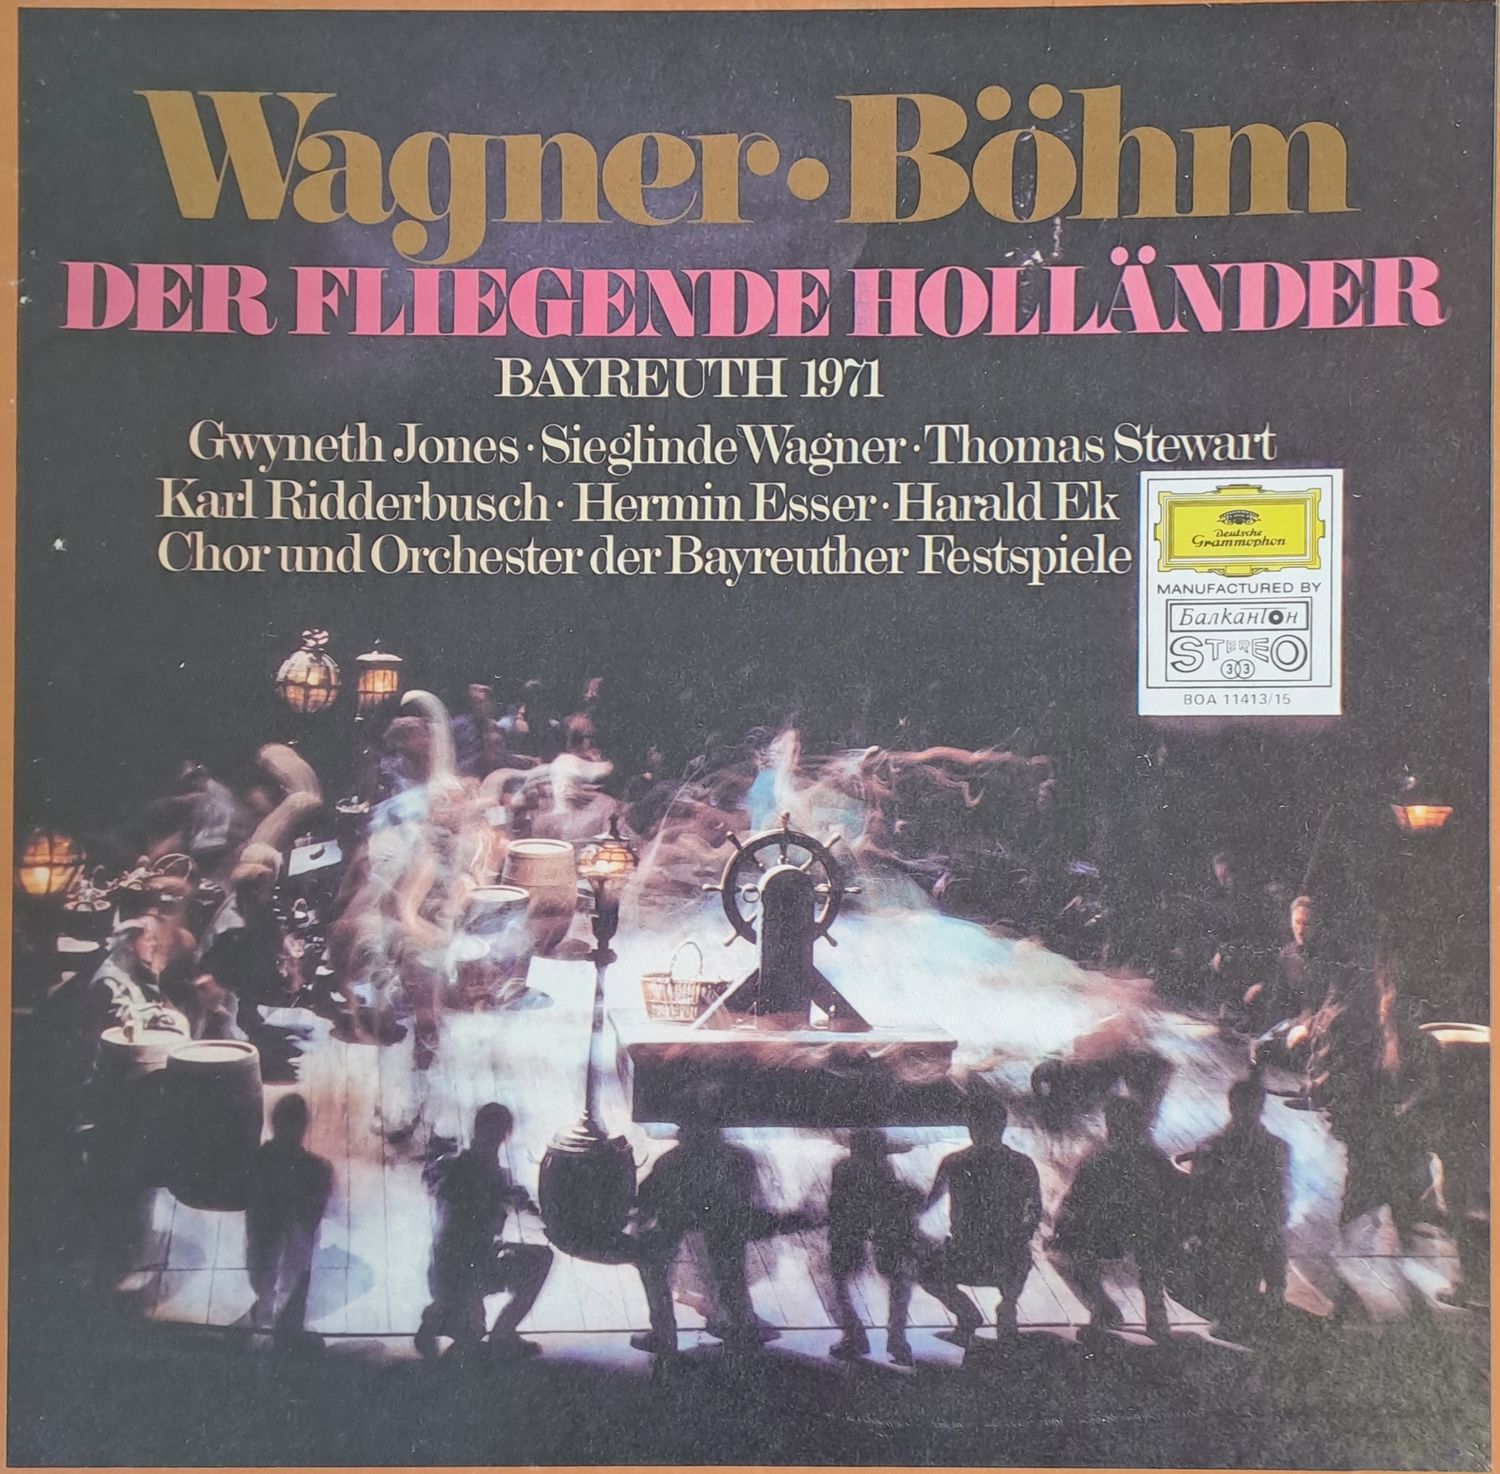 Wagner·Böhm
DER FLIEGENDE HOLLÄNDER
BAYREUTH 1971
Gwyneth Jones · Sieglinde Wagner · Thomas Stewart
Karl Ridderbusch · Hermin Esser · Harald Ek
Chor und Orchester der Bayreuther Festspiele
Deutsche
Grammophon
MANUFACTURED BY
Балкантон
STEREO
33
BOA 11413/15